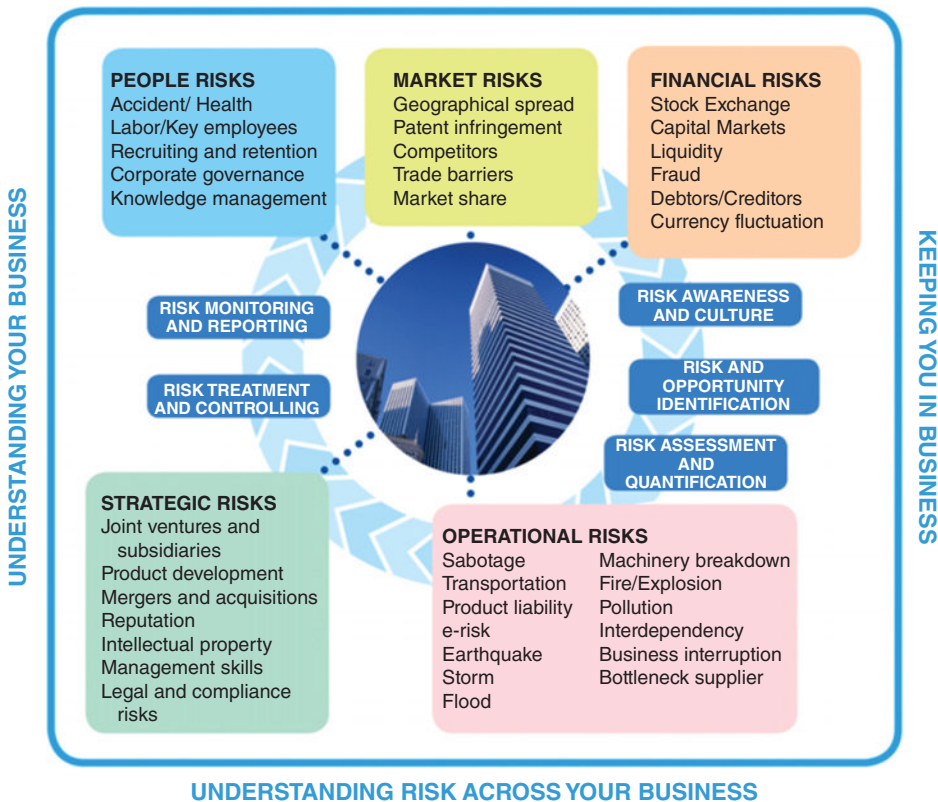 PEOPLE RISKS
Accident/ Health
Labor/Key employees
Recruiting and retention
Corporate governance
Knowledge management
MARKET RISKS
Geographical spread
Patent infringement
Competitors
Trade barriers
Market share
FINANCIAL RISKS
Stock Exchange
Capital Markets
Liquidity
Fraud
Debtors/Creditors
Currency fluctuation
UNDERSTANDING YOUR BUSINESS
KEEPING YOU IN BUSINESS
RISK MONITORING
AND REPORTING
RISK TREATMENT
AND CONTROLLING
RISK AWARENESS
AND CULTURE
RISK AND
OPPORTUNITY
IDENTIFICATION
RISK ASSESSMENT
AND
QUANTIFICATION
STRATEGIC RISKS
Joint ventures and
subsidiaries
Product development
Mergers and acquisitions
Reputation
Intellectual property
Management skills
Legal and compliance
risks
OPERATIONAL RISKS
Sabotage
Transportation
Product liability
e-risk
Earthquake
Storm
Flood
Machinery breakdown
Fire/Explosion
Pollution
Interdependency
Business interruption
Bottleneck supplier
UNDERSTANDING RISK ACROSS YOUR BUSINESS